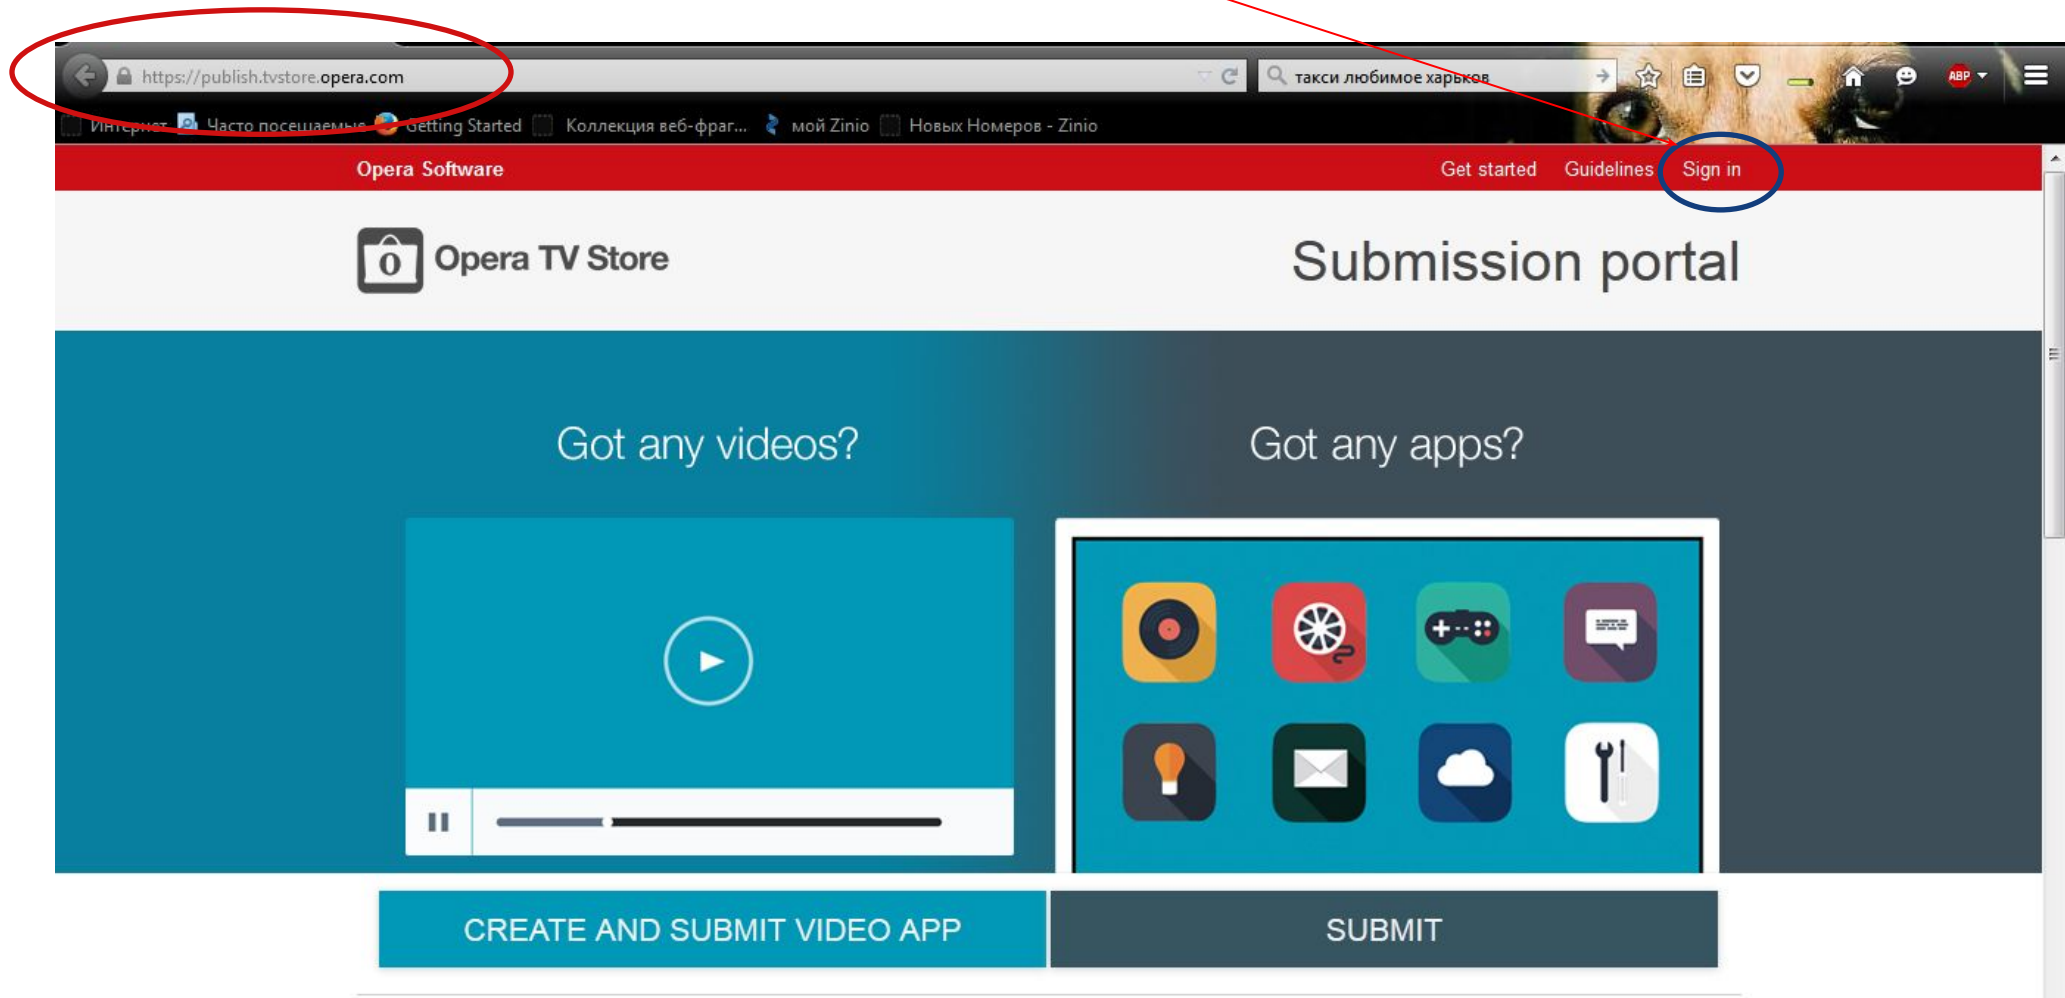 https://publish.tvstore.opera.com
такси любимое харьков
ABP
Интернет Часто посещаемые Getting Started Коллекция веб-фраг... мой Zinio Новых Номеров - Zinio
Opera Software Get started Guidelines Sign in
Opera TV Store Submission portal
Got any videos? Got any apps?
CREATE AND SUBMIT VIDEO APP SUBMIT